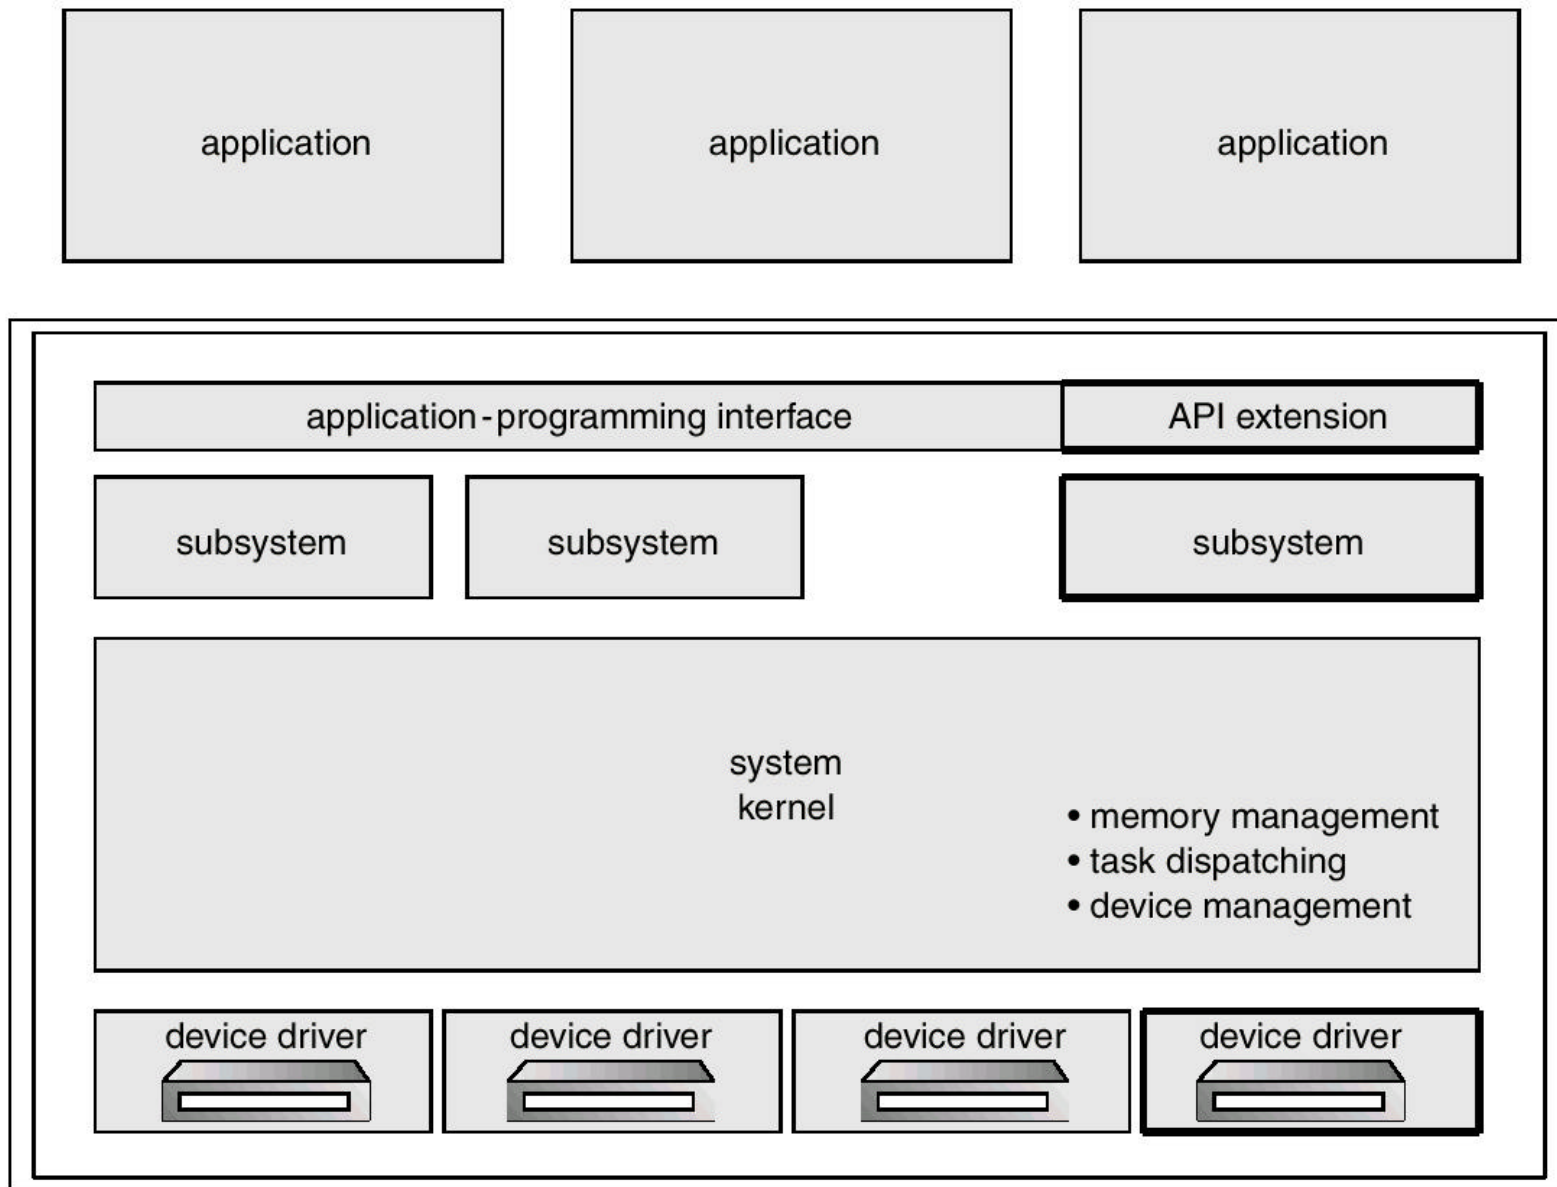 application
application
application
application-programming interface
API extension
subsystem
subsystem
subsystem
system
kernel
• memory management
• task dispatching
• device management
device driver
device driver
device driver
device driver